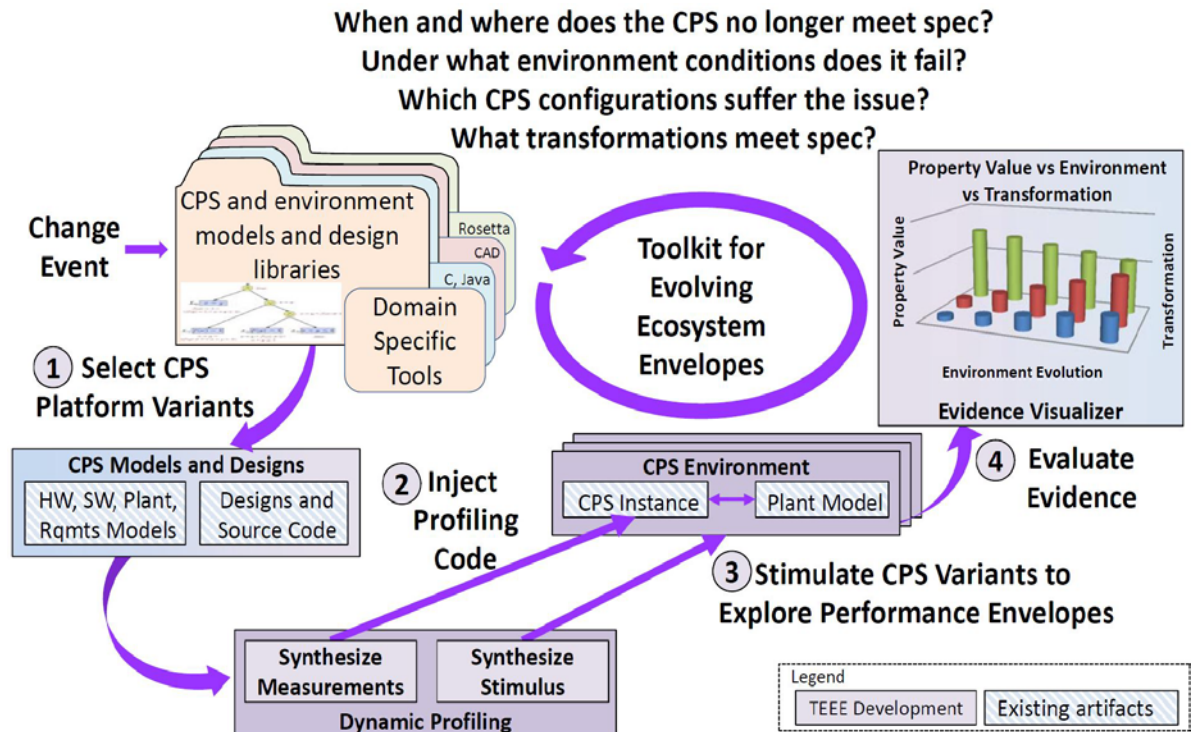 When and where does the CPS no longer meet spec?
Under what environment conditions does it fail?
Which CPS configurations suffer the issue?
What transformations meet spec?
Change
Event
CPS and environment
models and design
libraries
Rosetta
CAD
C, Java
Domain
Specific
Tools
Toolkit for
Evolving
Ecosystem
Envelopes
Property Value vs Environment
vs Transformation
Property Value
Transformation
Environment Evolution
Evidence Visualizer
1 Select CPS
Platform Variants
CPS Models and Designs
HW, SW, Plant,
Rqmts Models
Designs and
Source Code
2 Inject
Profiling
Code
CPS Environment
CPS Instance
Plant Model
4 Evaluate
Evidence
3 Stimulate CPS Variants to
Explore Performance Envelopes
Synthesize
Measurements
Synthesize
Stimulus
Dynamic Profiling
Legend
TEEE Development
Existing artifacts